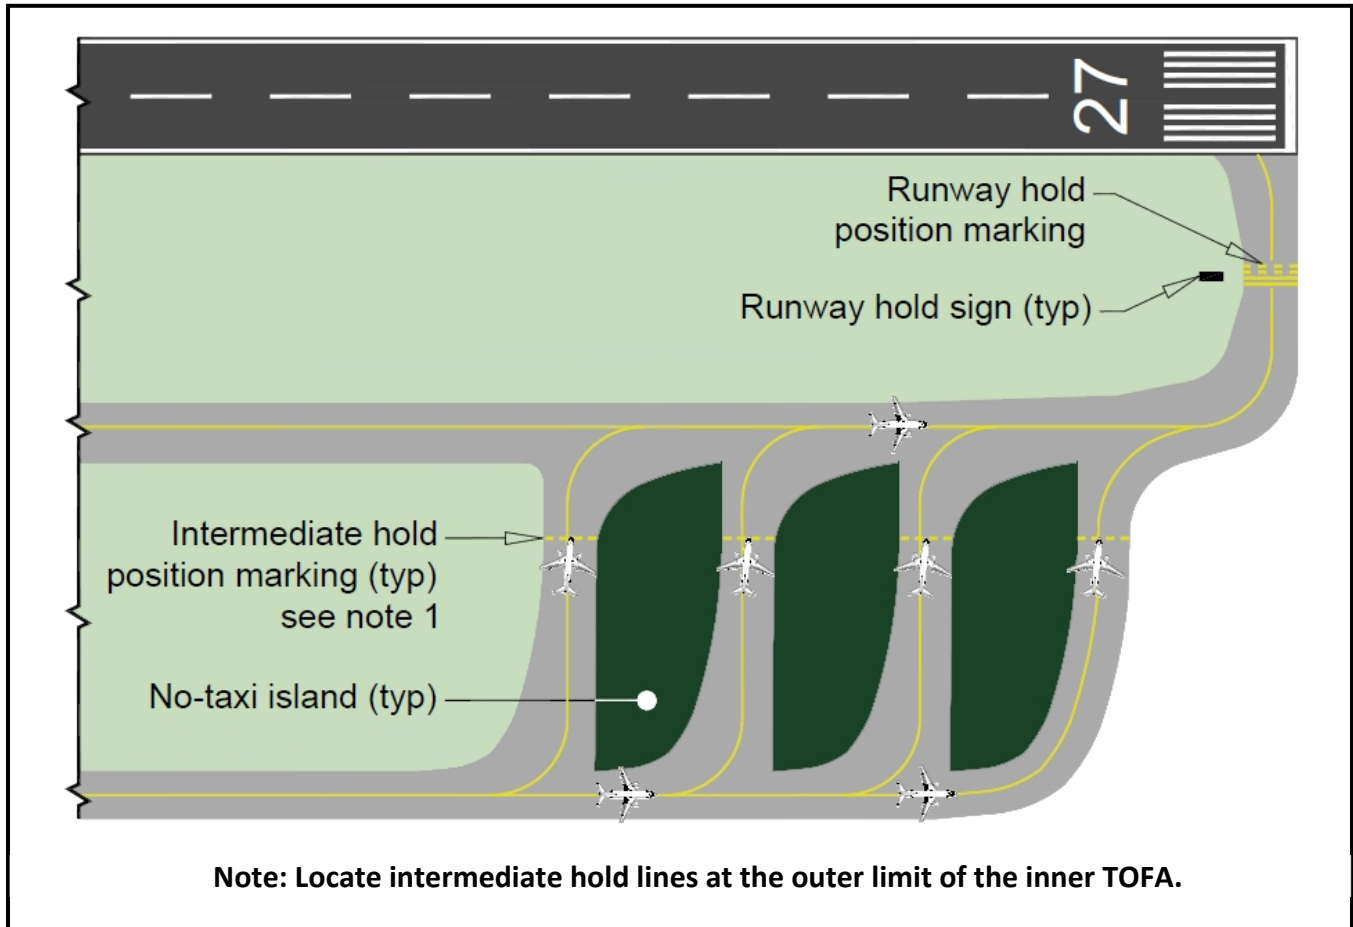 27
Runway hold
position marking
Runway hold sign (typ)
Intermediate hold
position marking (typ)
see note 1
No-taxi island (typ)
Note: Locate intermediate hold lines at the outer limit of the inner TOFA.